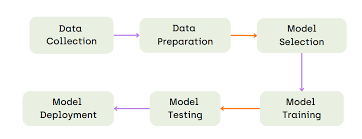 Data
Collection
Data
Preparation
Model
Selection
Model
Training
Model
Testing
Model
Deployment